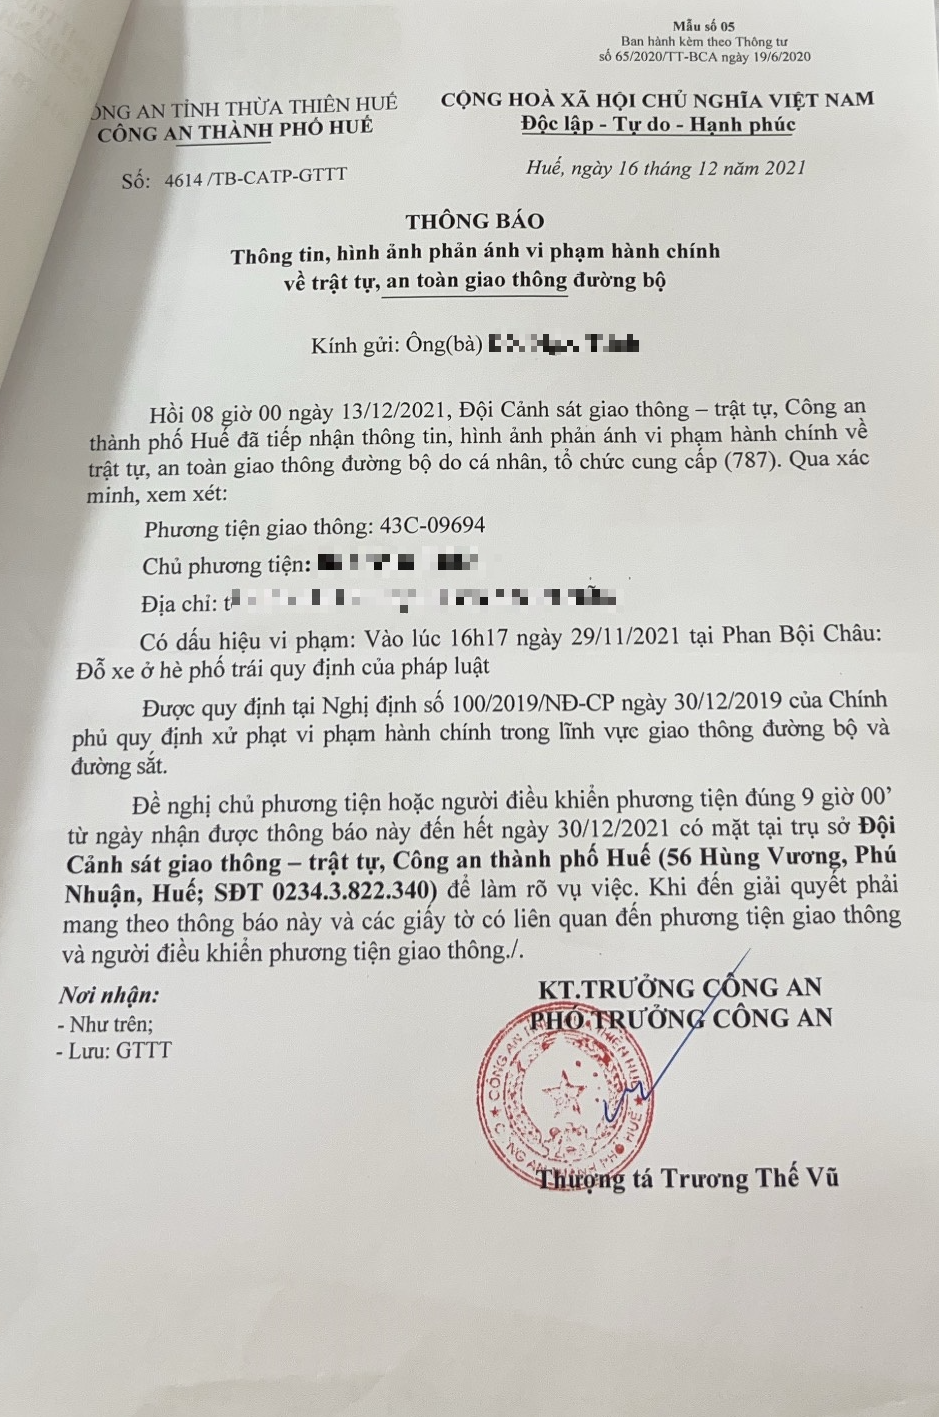 Mẫu số 05
Ban hành kèm theo Thông tư
số 65/2020/TT-BCA ngày 19/6/2020
ÔNG AN TỈNH THỪA THIÊN HUẾ
CÔNG AN THÀNH PHỐ HUẾ
Số: 4614 /TB-CATP-GTTT
CỘNG HOÀ XÃ HỘI CHỦ NGHĨA VIỆT NAM
Độc lập - Tự do - Hạnh phúc
Huế, ngày 16 tháng 12 năm 2021
THÔNG BÁO
Thông tin, hình ảnh phản ánh vi phạm hành chính
về trật tự, an toàn giao thông đường bộ
Kính gửi: Ông(bà)
Hồi 08 giờ 00 ngày 13/12/2021, Đội Cảnh sát giao thông – trật tự, Công an
thành phố Huế đã tiếp nhận thông tin, hình ảnh phản ánh vi phạm hành chính về
trật tự, an toàn giao thông đường bộ do cá nhân, tổ chức cung cấp (787). Qua xác
minh, xem xét:
Phương tiện giao thông: 43C-09694
Chủ phương tiện:
Địa chỉ: t
Có dấu hiệu vi phạm: Vào lúc 16h17 ngày 29/11/2021 tại Phan Bội Châu:
Đỗ xe ở hè phố trái quy định của pháp luật
Được quy định tại Nghị định số 100/2019/NĐ-CP ngày 30/12/2019 của Chính
phủ quy định xử phạt vi phạm hành chính trong lĩnh vực giao thông đường bộ và
đường sắt.
Đề nghị chủ phương tiện hoặc người điều khiển phương tiện đúng 9 giờ 00’
từ ngày nhận được thông báo này đến hết ngày 30/12/2021 có mặt tại trụ sở Đội
Cảnh sát giao thông – trật tự, Công an thành phố Huế (56 Hùng Vương, Phú
Nhuận, Huế; SĐT 0234.3.822.340) để làm rõ vụ việc. Khi đến giải quyết phải
mang theo thông báo này và các giấy tờ có liên quan đến phương tiện giao thông
và người điều khiển phương tiện giao thông./.
Nơi nhận:
- Như trên;
- Lưu: GTTT
KT.TRƯỞNG CÔNG AN
PHÓ TRƯỞNG CÔNG AN
CÔNG AN TỈNH THỪA THIÊN HUẾ
CÔNG AN THÀNH PHỐ HUẾ
Thượng tá Trương Thế Vũ